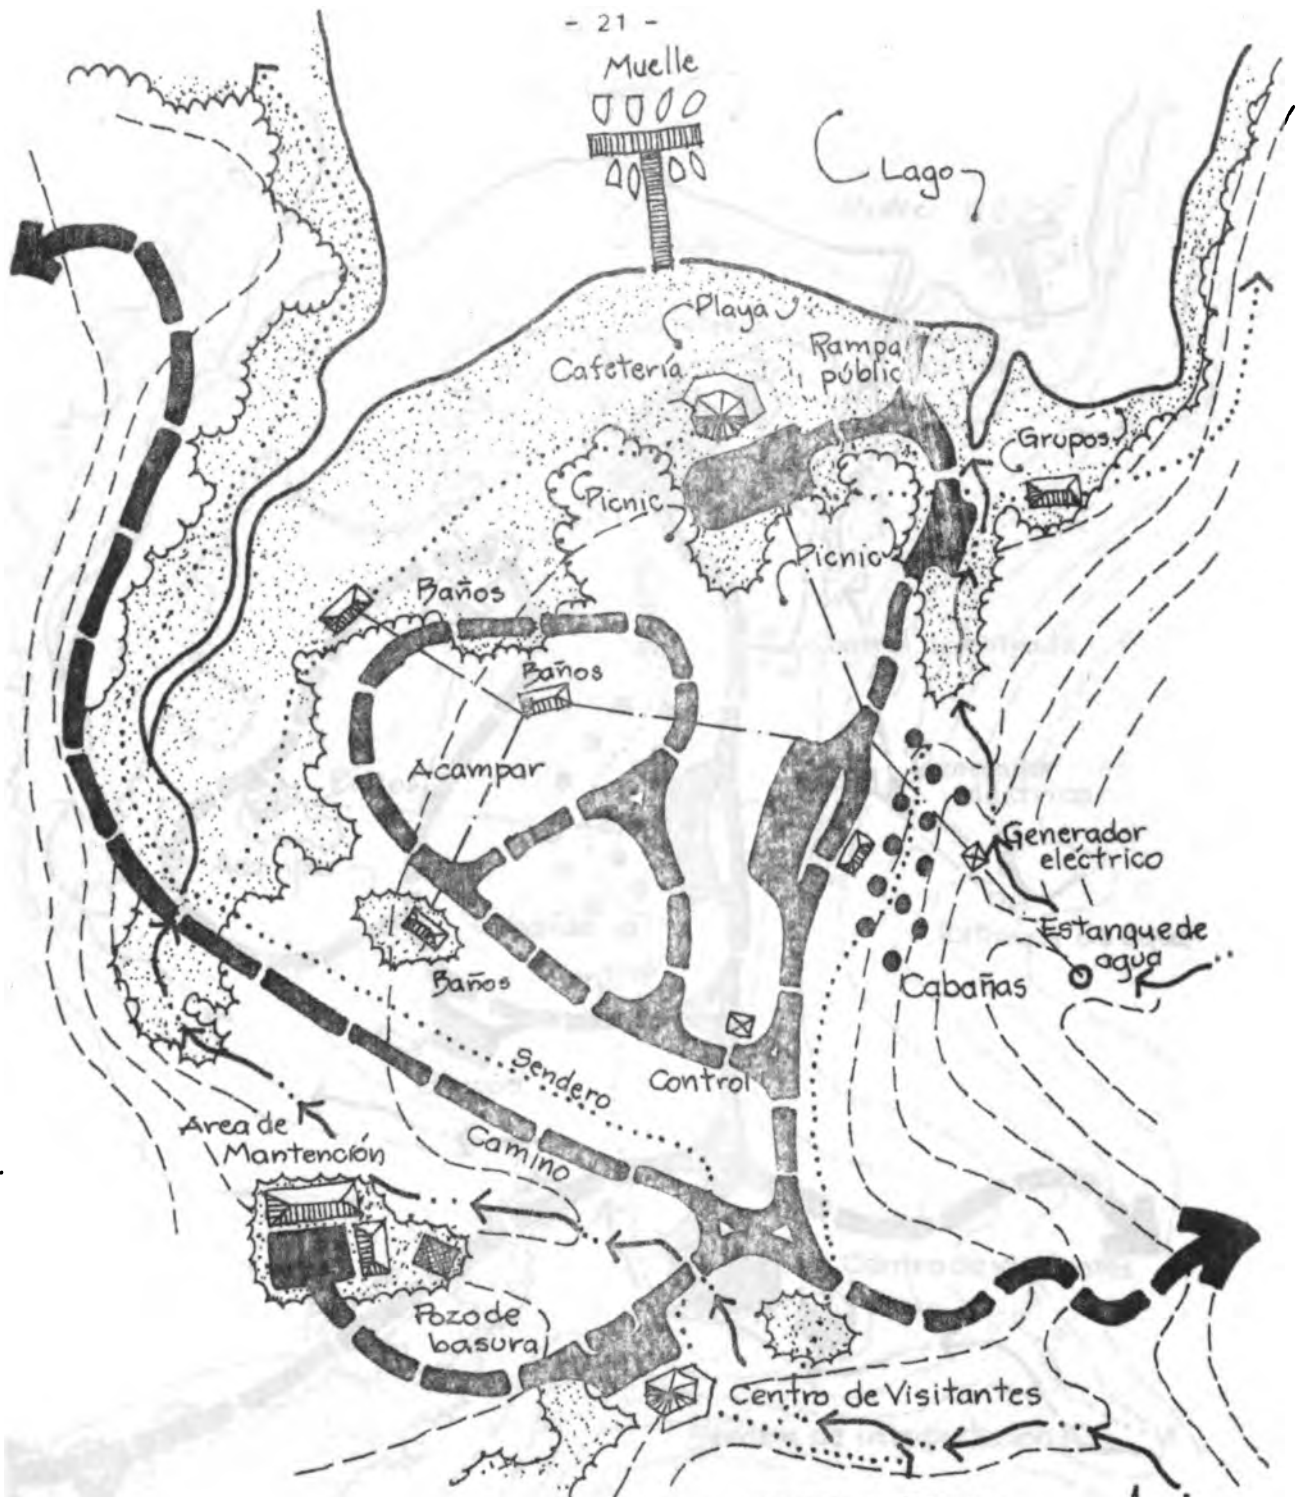 - 21 -
Muelle
Lago
Playa
Rampa
públic
Cafetería
Grupos
Picnic
Picnic
Baños
Baños
Acampar
Generador
eléctrico
Estanque de
agua
Cabañas
Baños
Control
Sendero
Camino
Area de
Mantención
Pozo de
basura
Centro de Visitantes